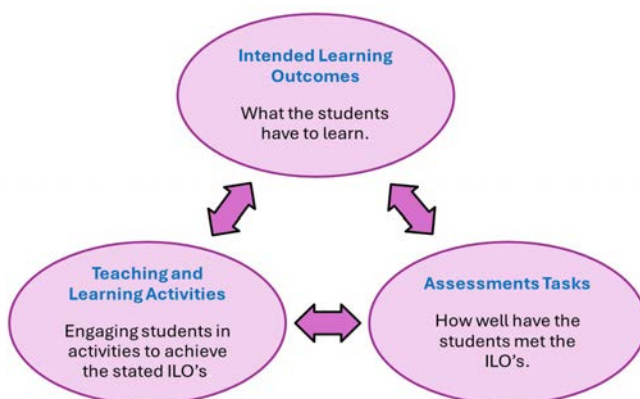 Intended Learning
Outcomes
What the students
have to learn.
Teaching and
Learning Activities
Engaging students in
activities to achieve
the stated ILO's
Assessments Tasks
How well have the
students met the
ILO's.